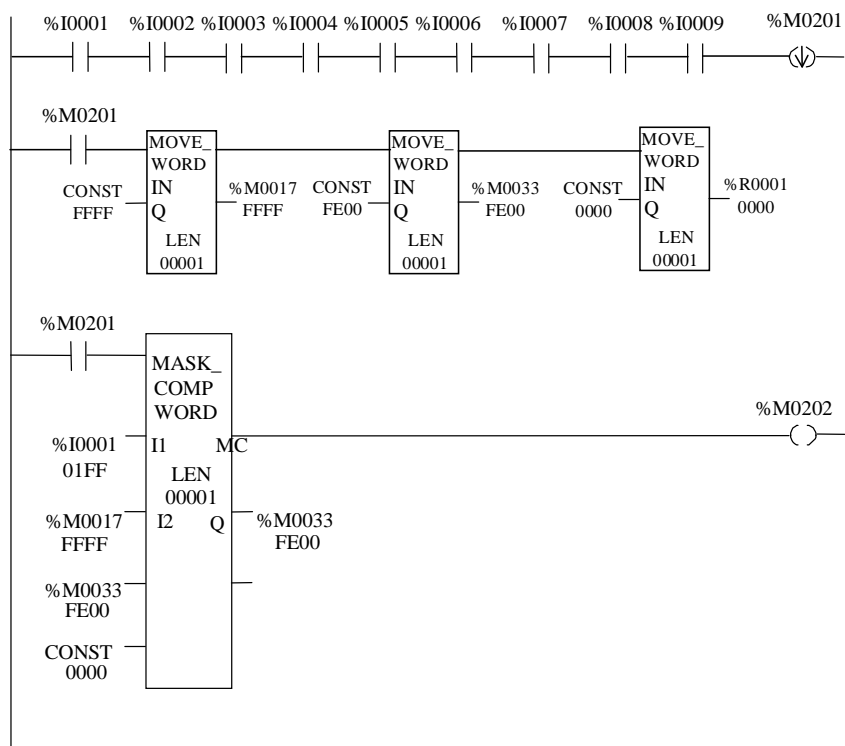 %I0001 %I0002 %I0003 %I0004 %I0005 %I0006 %I0007 %I0008 %I0009 %M0201
%M0201
MOVE_ MOVE_ MOVE_
WORD WORD WORD
CONST IN %M0017 CONST IN %M0033 CONST IN %R0001
FFFF Q FFFF FE00 Q FE00 0000 Q 0000
LEN LEN LEN
00001 00001 00001
%M0201
MASK_
COMP
WORD
%M0202
%I0001 I1 MC
01FF LEN
00001
%M0017 I2 Q %M0033
FFFF FE00
%M0033
FE00
CONST
0000